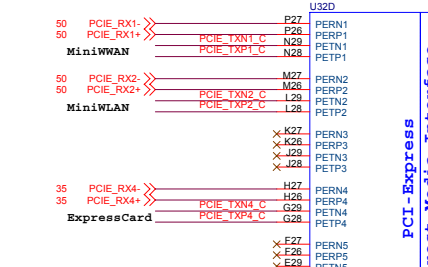 U32D
50 PCIE_RX1- P27 PERN1
50 PCIE_RX1+ P26 PERP1
PCIE_TXN1_C N29 PETN1
MiniWWAN PCIE_TXP1_C N28 PETP1
50 PCIE_RX2- M27 PERN2
50 PCIE_RX2+ M26 PERP2
PCIE_TXN2_C L29 PETN2
MiniWLAN PCIE_TXP2_C L28 PETP2
K27 PERN3
K26 PERP3
J29 PETN3
J28 PETP3
35 PCIE_RX4- H27 PERN4
35 PCIE_RX4+ H26 PERP4
PCIE_TXN4_C G29 PETN4
ExpressCard PCIE_TXP4_C G28 PETP4
F27 PERN5
F26 PERP5
E29 PETN5
PCI-Express